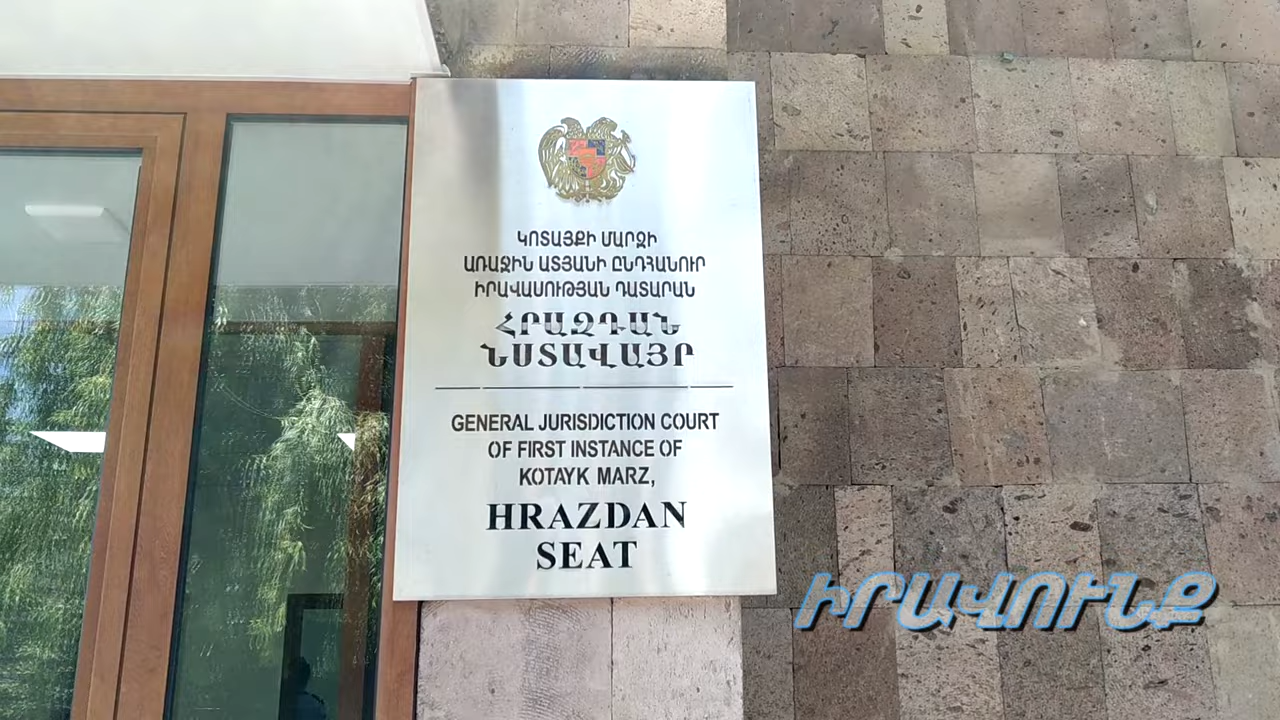 ԿՈՏԱՅՔԻ ՄԱՐԶԻ
ԱՌԱՋԻՆ ԱՏՅԱՆԻ ԸՆԴՀԱՆՈՒՐ
ԻՐԱՎԱՍՈՒԹՅԱՆ ԴԱՏԱՐԱՆ
ՀՐԱԶԴԱՆ
ՆՍՏԱՎԱՅՐ
GENERAL JURISDICTION COURT
OF FIRST INSTANCE OF
KOTAYK MARZ,
HRAZDAN
SEAT
ԻՐԱՎՈՒՆՔ